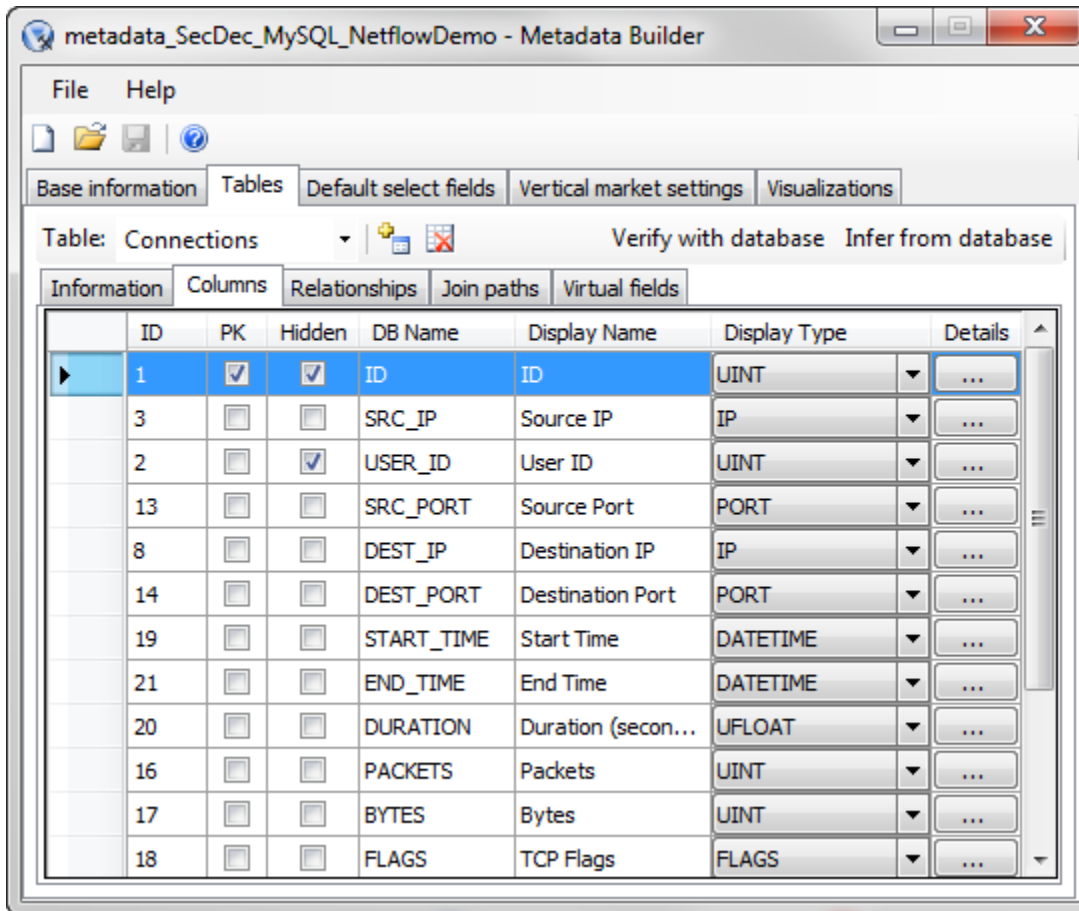 metadata_SecDec_MySQL_NetflowDemo - Metadata Builder
File Help
Base information Tables Default select fields Vertical market settings Visualizations
Table: Connections Verify with database Infer from database
Information Columns Relationships Join paths Virtual fields
ID PK Hidden DB Name Display Name Display Type Details
1 ID ID UINT ...
3 SRC_IP Source IP IP ...
2 USER_ID User ID UINT ...
13 SRC_PORT Source Port PORT ...
8 DEST_IP Destination IP IP ...
14 DEST_PORT Destination Port PORT ...
19 START_TIME Start Time DATETIME ...
21 END_TIME End Time DATETIME ...
20 DURATION Duration (secon... UFLOAT ...
16 PACKETS Packets UINT ...
17 BYTES Bytes UINT ...
18 FLAGS TCP Flags FLAGS ...